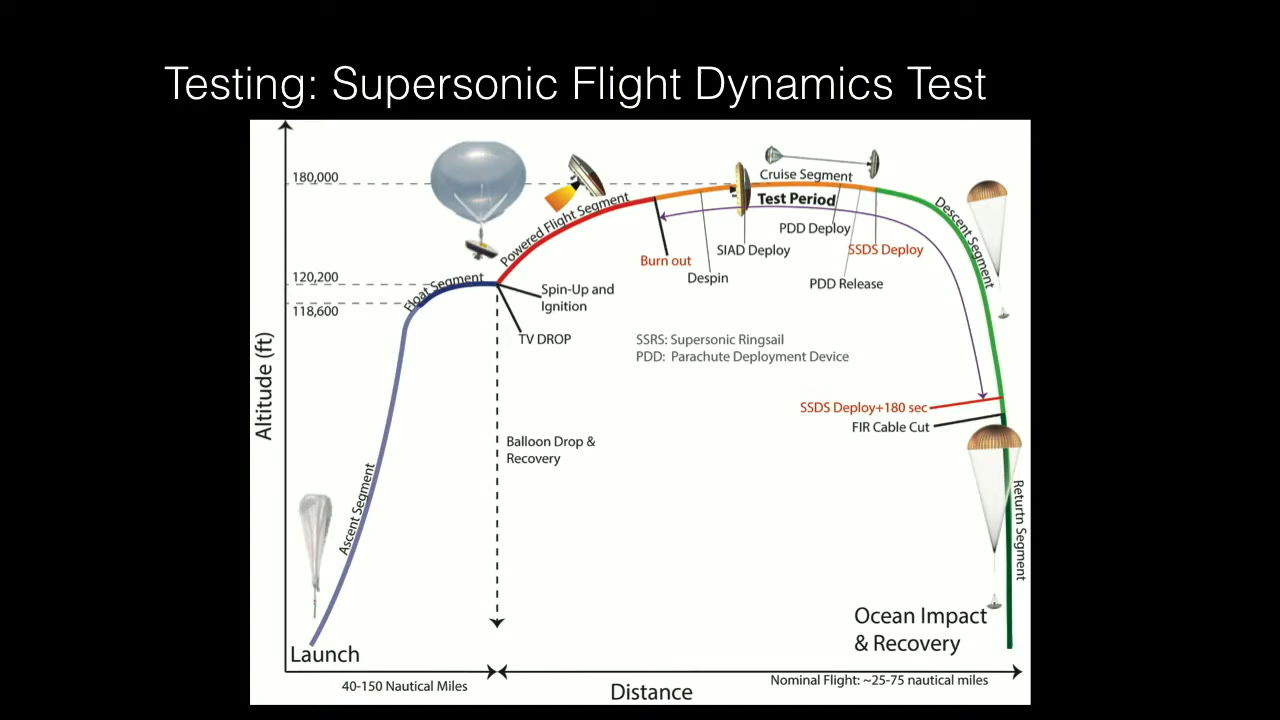 Testing: Supersonic Flight Dynamics Test
180,000
120,200
118,600
Altitude (ft)
Launch
Ascent Segment
Float Segment
Powered Flight Segment
Spin-Up and
Ignition
TV DROP
Balloon Drop &
Recovery
Cruise Segment
Test Period
Burn out
Despin
SIAD Deploy
PDD Deploy
PDD Release
SSDS Deploy
Descent Segment
SSRS: Supersonic Ringsail
PDD: Parachute Deployment Device
SSDS Deploy+180 sec
FIR Cable Cut
Returtn Segment
Ocean Impact
& Recovery
40-150 Nautical Miles
Distance
Nominal Flight: ~25-75 nautical miles